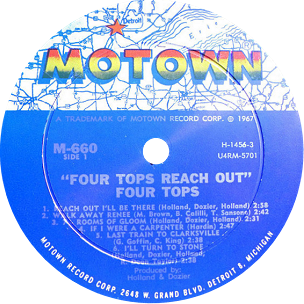 Detroit
MOTOWN
A TRADEMARK OF MOTOWN RECORD CORP. © 1967
M-660
SIDE 1
H-1456-3
U4RM-5701
"FOUR TOPS REACH OUT"
FOUR TOPS
1. REACH OUT I'LL BE THERE (Holland, Dozier, Holland) 2:58
2. WALK AWAY RENEE (M. Brown, B. Calilli, T. Sansone) 2:42
3. 7 ROOMS OF GLOOM (Holland, Dozier, Holland)
4. IF I WERE A CARPENTER (Hardin) 2:47
5. LAST TRAIN TO CLARKSVILLE
(G. Goffin, C. King) 2:38
6. I'LL TURN TO STONE
(Holland, Dozier, Holland,
R. Dean Taylor)
Produced by:
Holland & Dozier
MOTOWN RECORD CORP. 2648 W. GRAND BLVD. DETROIT 8, MICHIGAN